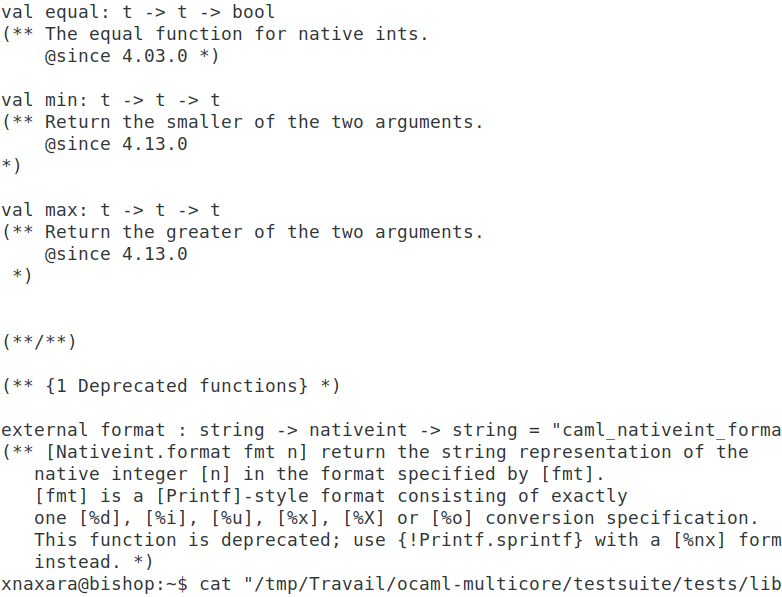 val equal: t -> t -> bool
(** The equal function for native ints.
    @since 4.03.0 *)

val min: t -> t -> t
(** Return the smaller of the two arguments.
    @since 4.13.0
*)

val max: t -> t -> t
(** Return the greater of the two arguments.
    @since 4.13.0
 *)


(**/**)

(** {1 Deprecated functions} *)

external format : string -> nativeint -> string = "caml_nativeint_forma
(** [Nativeint.format fmt n] return the string representation of the
   native integer [n] in the format specified by [fmt].
   [fmt] is a [Printf]-style format consisting of exactly
   one [%d], [%i], [%u], [%x], [%X] or [%o] conversion specification.
   This function is deprecated; use {!Printf.sprintf} with a [%nx] form
   instead. *)
xnaxara@bishop:~$ cat "/tmp/Travail/ocaml-multicore/testsuite/tests/lib